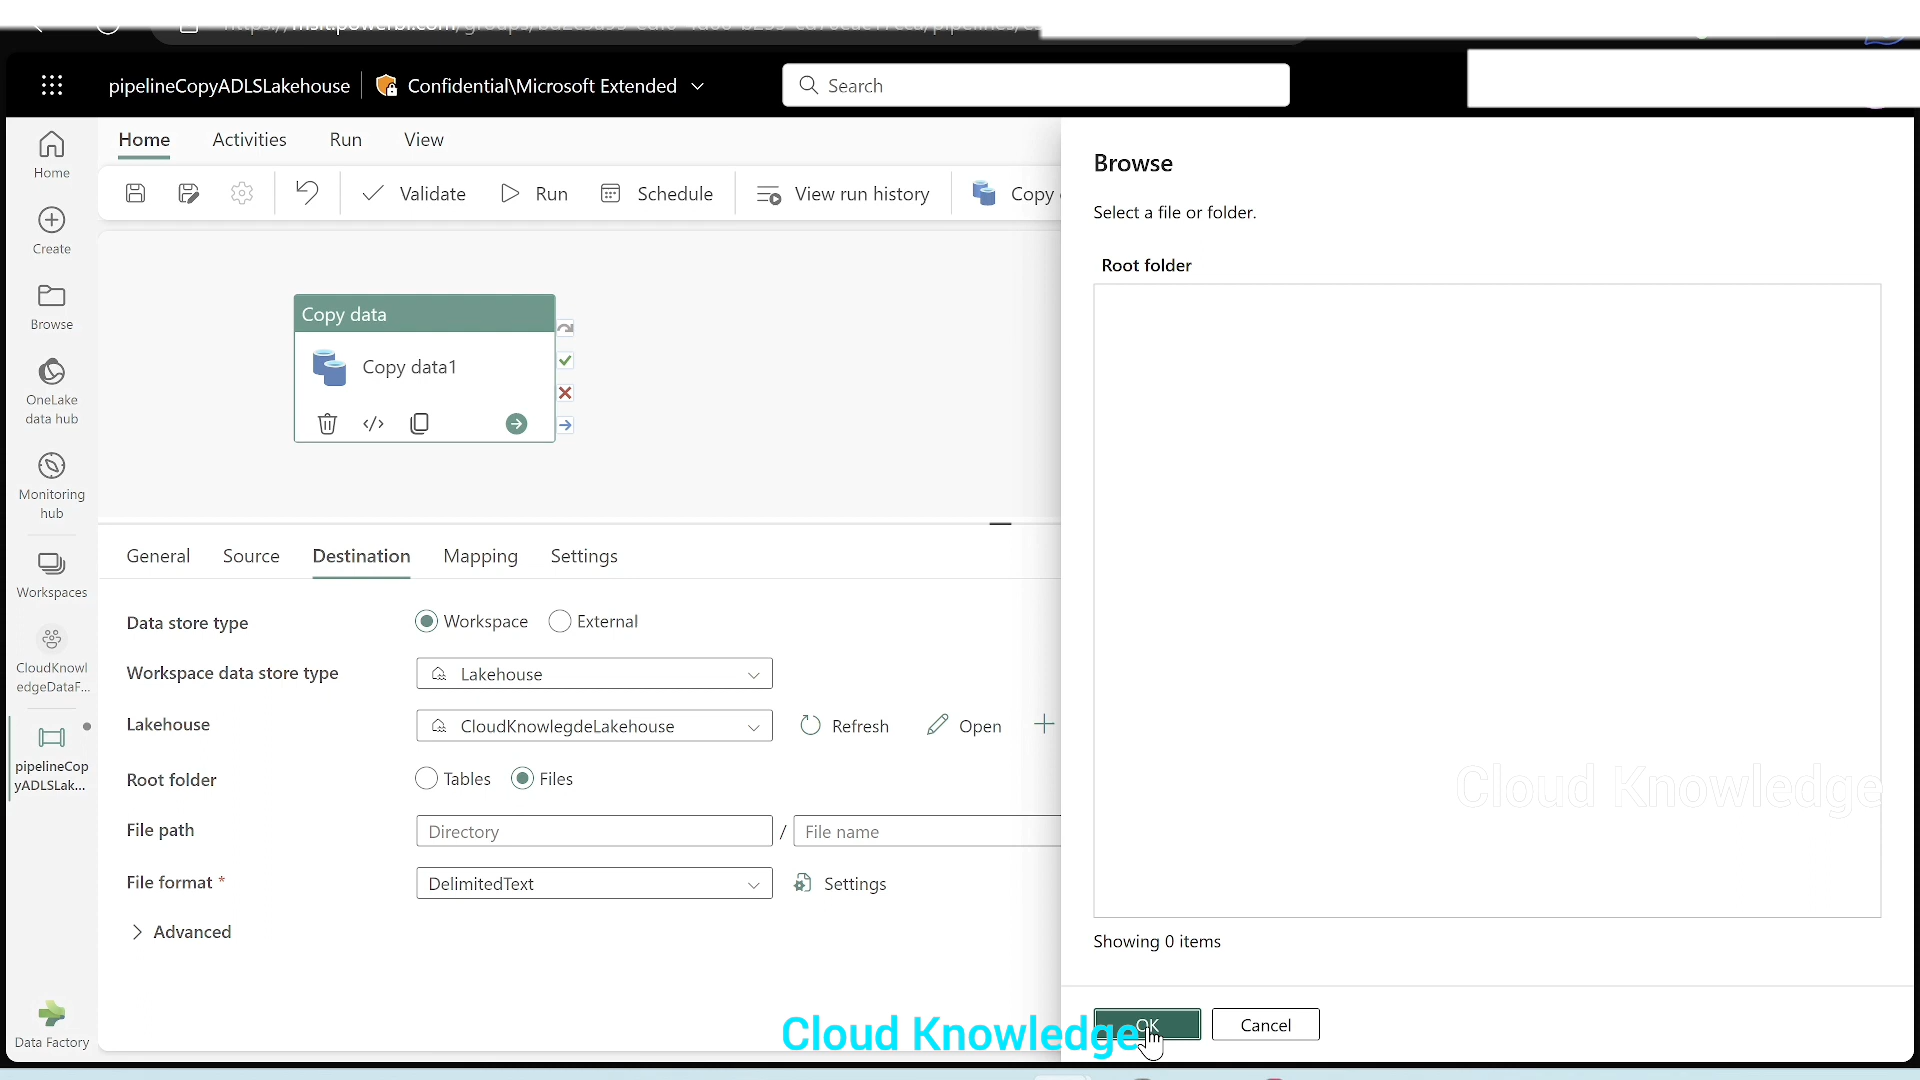 pipelineCopyADLSLakehouse
Confidential\Microsoft Extended
Search
Home
Activities
Run
View
Validate
Run
Schedule
View run history
Copy
Home
Create
Browse
OneLake
data hub
Monitoring
hub
Workspaces
CloudKnowl
edgeDataF...
pipelineCop
yADLSLak...
Data Factory
Copy data
Copy data1
General
Source
Destination
Mapping
Settings
Data store type
Workspace
External
Workspace data store type
Lakehouse
Lakehouse
CloudKnowlegdeLakehouse
Refresh
Open
Root folder
Tables
Files
File path
Directory
/
File name
File format *
DelimitedText
Settings
Advanced
Browse
Select a file or folder.
Root folder
Cloud Knowledge
Showing 0 items
OK
Cancel
Cloud Knowledge